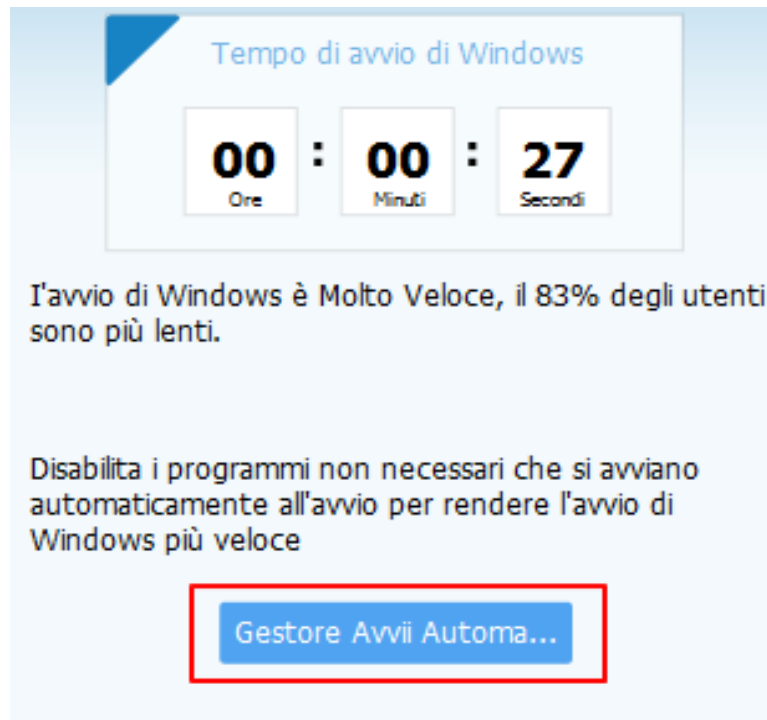 Tempo di avvio di Windows
00 : 00 : 27
Ore Minuti Secondi
I'avvio di Windows è Molto Veloce, il 83% degli utenti
sono più lenti.
Disabilita i programmi non necessari che si avviano
automaticamente all'avvio per rendere l'avvio di
Windows più veloce
Gestore Avvii Automa...